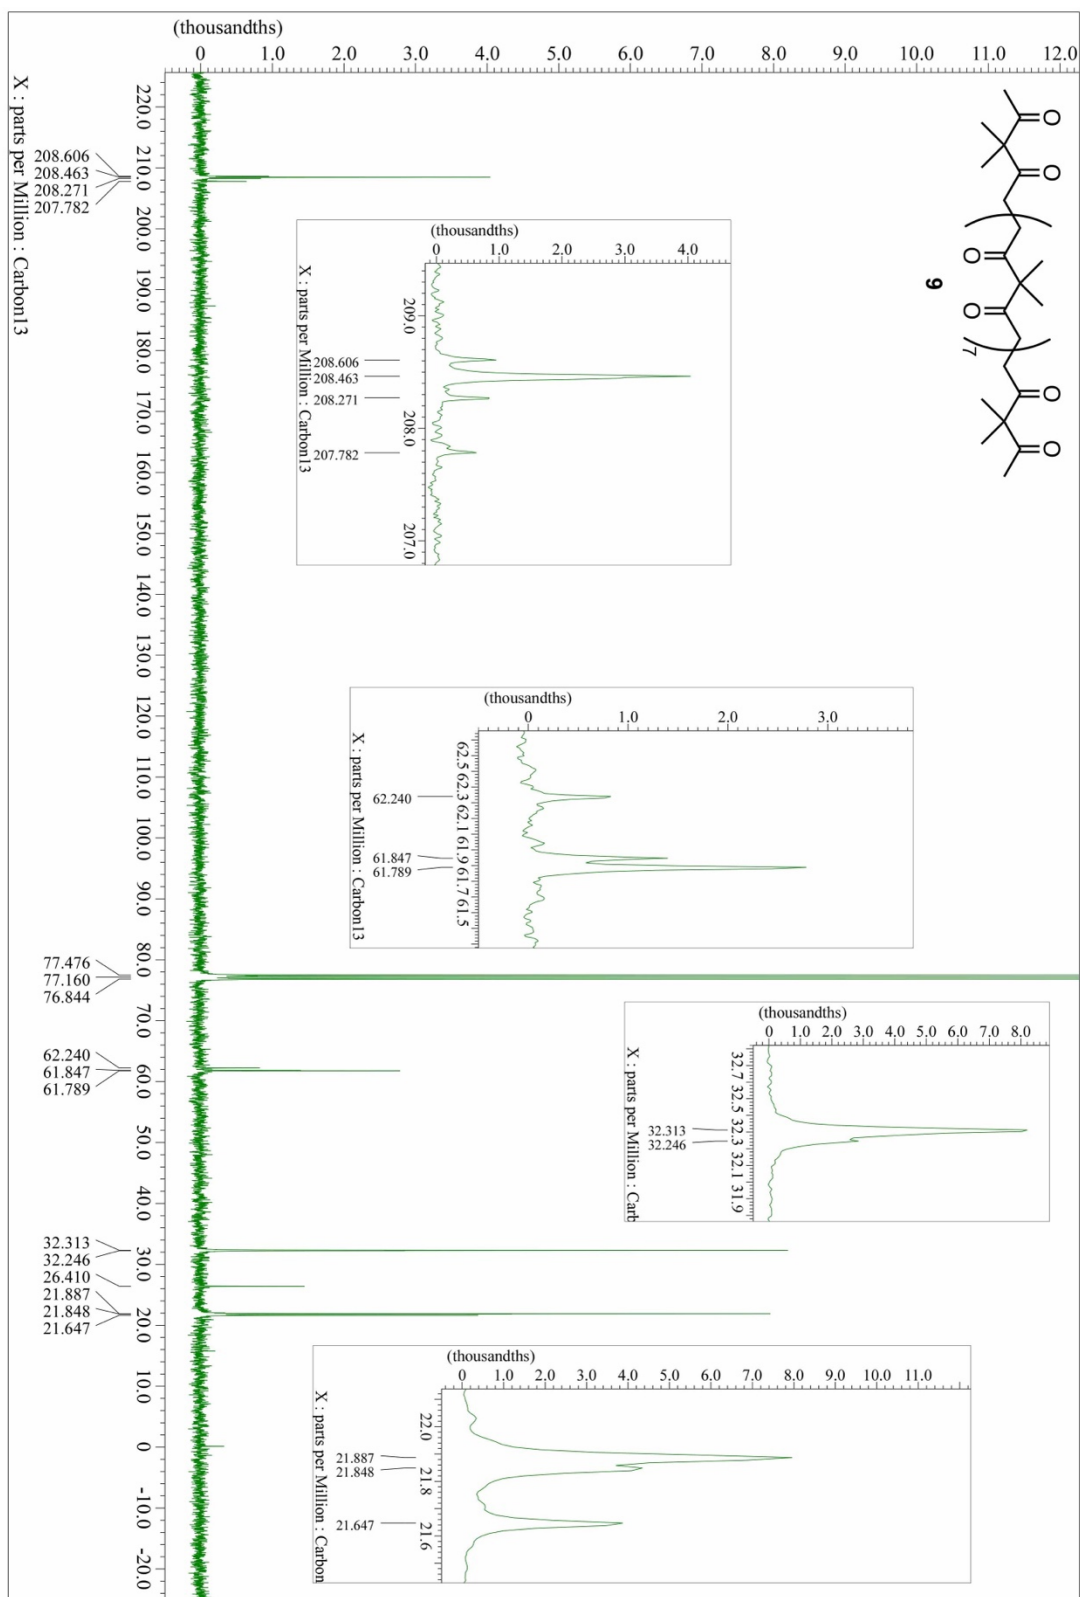 (thousandths)
0 1.0 2.0 3.0 4.0 5.0 6.0 7.0 8.0 9.0 10.0 11.0 12.0
O O O O O O
9
7
220.0 210.0 200.0 190.0 180.0 170.0 160.0 150.0 140.0 130.0 120.0 110.0 100.0 90.0 80.0 70.0 60.0 50.0 40.0 30.0 20.0 10.0 0 -10.0 -20.0
X : parts per Million : Carbon13
208.606
208.463
208.271
207.782
77.476
77.160
76.844
62.240
61.847
61.789
32.313
32.246
26.410
21.887
21.848
21.647
(thousandths)
0 1.0 2.0 3.0 4.0
209.0 208.0 207.0
208.606
208.463
208.271
207.782
X : parts per Million : Carbon13
(thousandths)
0 1.0 2.0 3.0
62.5 62.3 62.1 61.9 61.7 61.5
62.240
61.847
61.789
X : parts per Million : Carbon13
(thousandths)
0 1.0 2.0 3.0 4.0 5.0 6.0 7.0 8.0
32.7 32.5 32.3 32.1 31.9
32.313
32.246
X : parts per Million : Carb
(thousandths)
0 1.0 2.0 3.0 4.0 5.0 6.0 7.0 8.0 9.0 10.0 11.0
22.0 21.8 21.6
21.887
21.848
21.647
X : parts per Million : Carbon